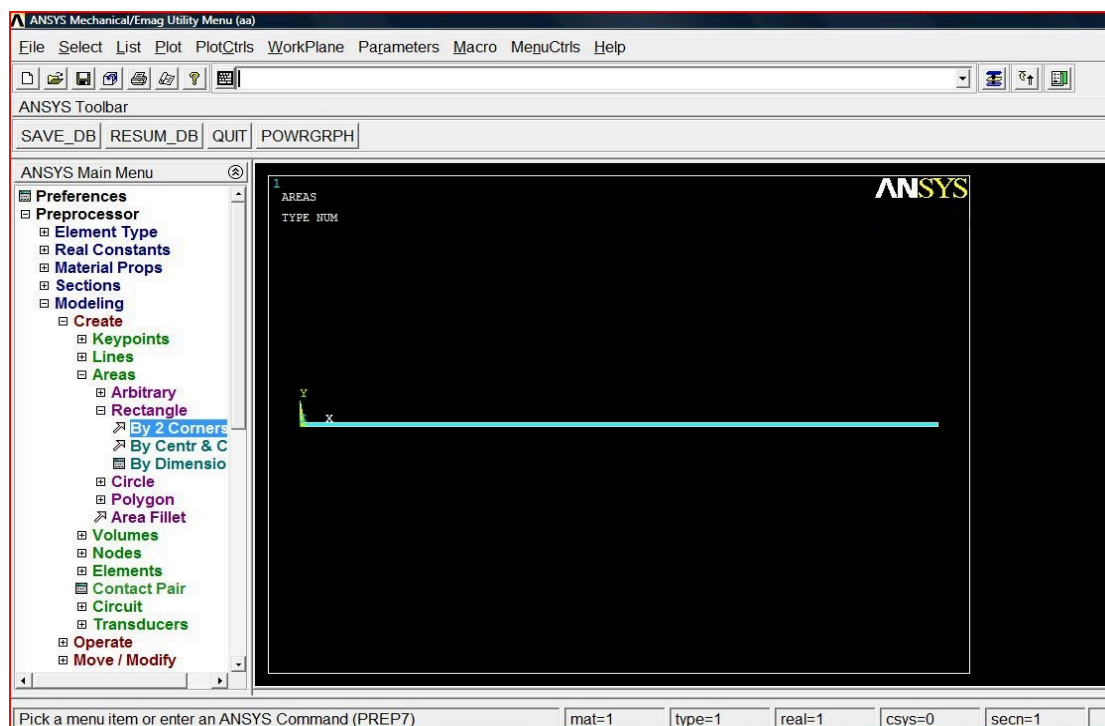 ANSYS Mechanical/Emag Utility Menu (aa)
File Select List Plot PlotCtrls WorkPlane Parameters Macro MenuCtrls Help
ANSYS Toolbar
SAVE_DB RESUM_DB QUIT POWRGRPH
ANSYS Main Menu
Preferences
Preprocessor
Element Type
Real Constants
Material Props
Sections
Modeling
Create
Keypoints
Lines
Areas
Arbitrary
Rectangle
By 2 Corners
By Centr & C
By Dimensio
Circle
Polygon
Area Fillet
Volumes
Nodes
Elements
Contact Pair
Circuit
Transducers
Operate
Move / Modify
1
AREAS
TYPE NUM
ANSYS
Y
X
Pick a menu item or enter an ANSYS Command (PREP7) mat=1 type=1 real=1 csys=0 secn=1